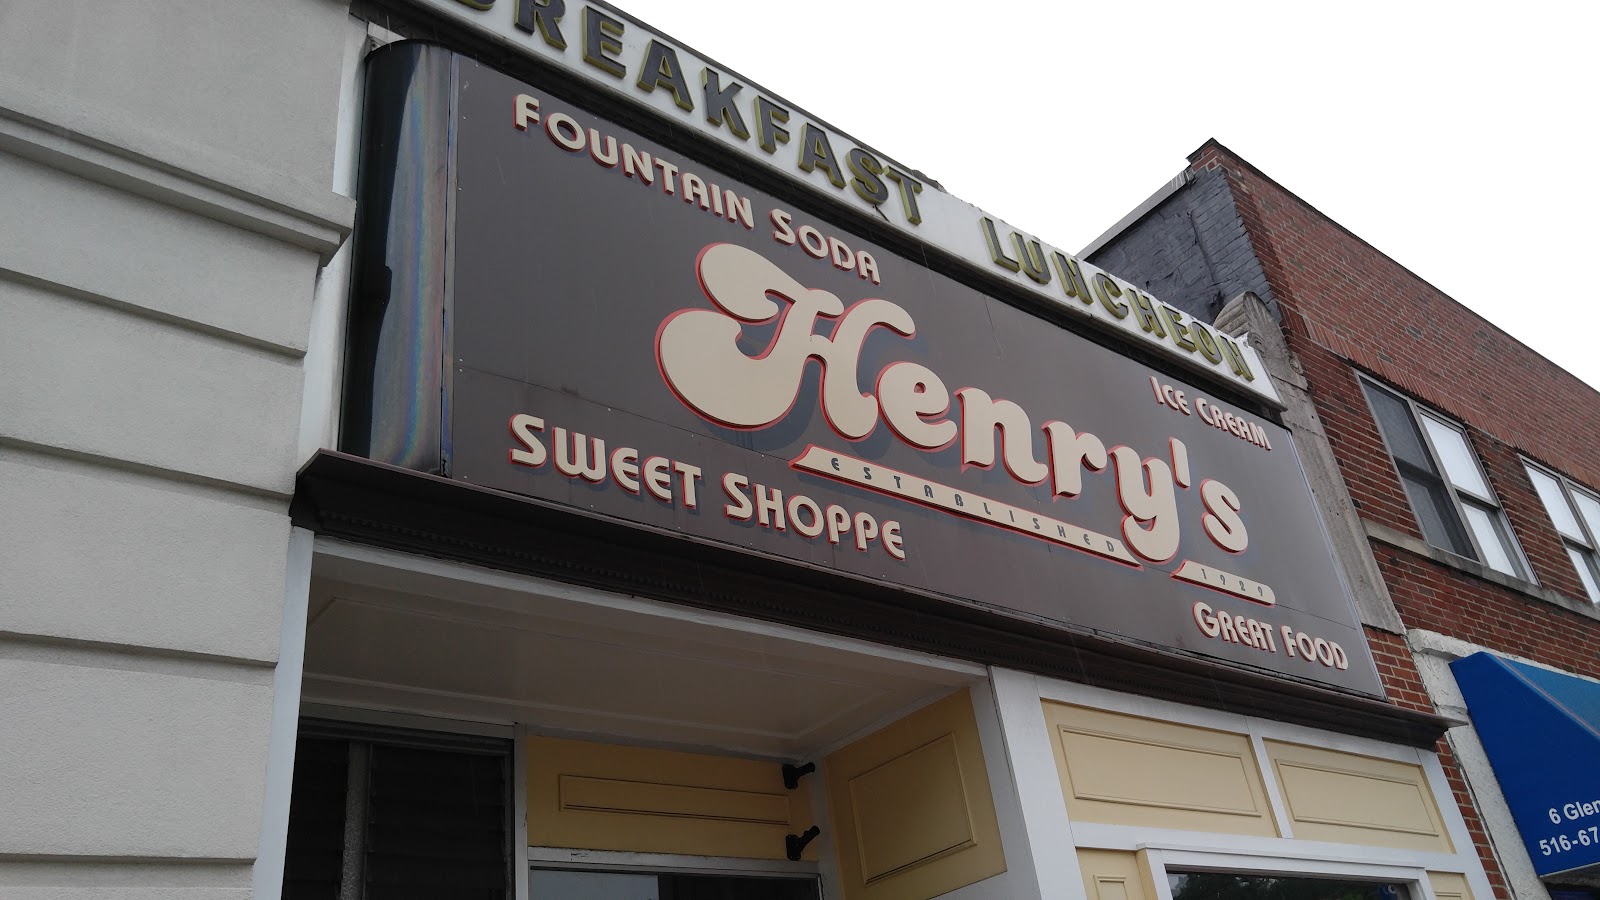 BREAKFAST LUNCHEON
FOUNTAIN SODA
Henry's
ESTABLISHED 1929
ICE CREAM
SWEET SHOPPE
GREAT FOOD
6 Glen
516-67